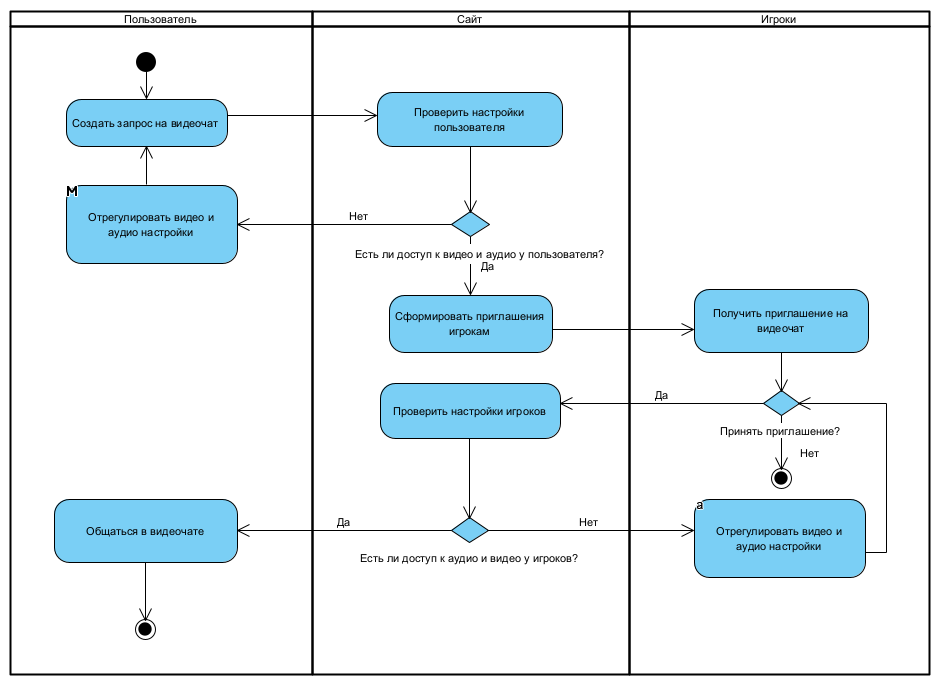 Пользователь
Сайт
Игроки
Создать запрос на видеочат
Проверить настройки
пользователя
M
Отрегулировать видео и
аудио настройки
Нет
Есть ли доступ к видео и аудио у пользователя?
Да
Сформировать приглашения
игрокам
Получить приглашение на
видеочат
Проверить настройки игроков
Да
Принять приглашение?
Нет
Общаться в видеочате
Да
Нет
Есть ли доступ к аудио и видео у игроков?
a
Отрегулировать видео и
аудио настройки